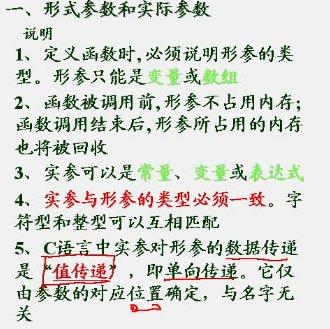 一、形式参数和实际参数
说明
1、定义函数时,必须说明形参的类
型。形参只能是变量或数组
2、函数被调用前,形参不占用内存;
函数调用结束后,形参所占用的内存
也将被回收
3、实参可以是常量、变量或表达式
4、实参与形参的类型必须一致。字
符型和整型可以互相匹配
5、C语言中实参对形参的数据传递
是“值传递”，即单向传递。它仅
由参数的对应位置确定，与名字无
关